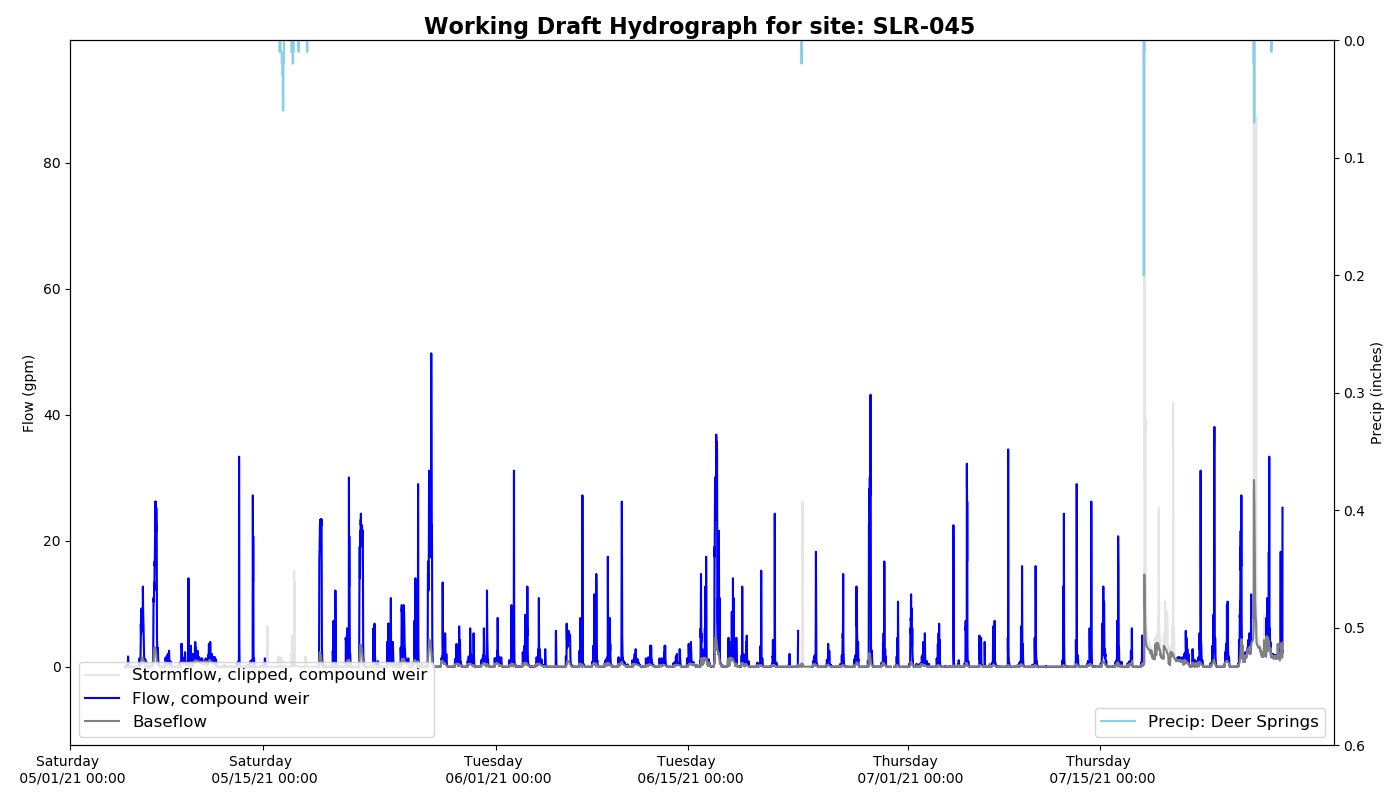 Working Draft Hydrograph for site: SLR-045
0.0
80
0.1
60
0.2
Flow (gpm)
Precip (inches)
0.3
40
0.4
20
0.5
0
Stormflow, clipped, compound weir
Flow, compound weir
Baseflow
Precip: Deer Springs
0.6
Saturday
05/01/21 00:00
Saturday
05/15/21 00:00
Tuesday
06/01/21 00:00
Tuesday
06/15/21 00:00
Thursday
07/01/21 00:00
Thursday
07/15/21 00:00